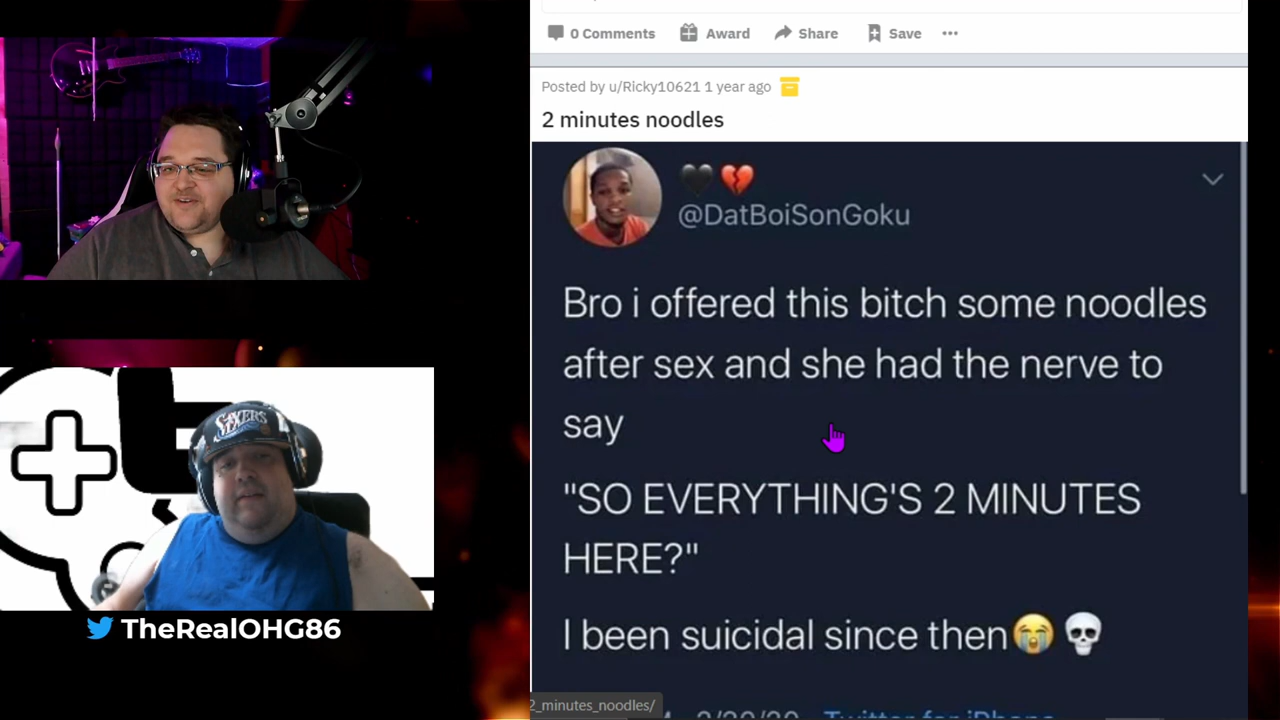 0 Comments Award Share Save
Posted by u/Ricky10621 1 year ago
2 minutes noodles
@DatBoiSonGoku
Bro i offered this bitch some noodles
after sex and she had the nerve to
say
"SO EVERYTHING'S 2 MINUTES
HERE?"
I been suicidal since then😭💀
2_minutes_noodles/
SIXERS
TheRealOHG86